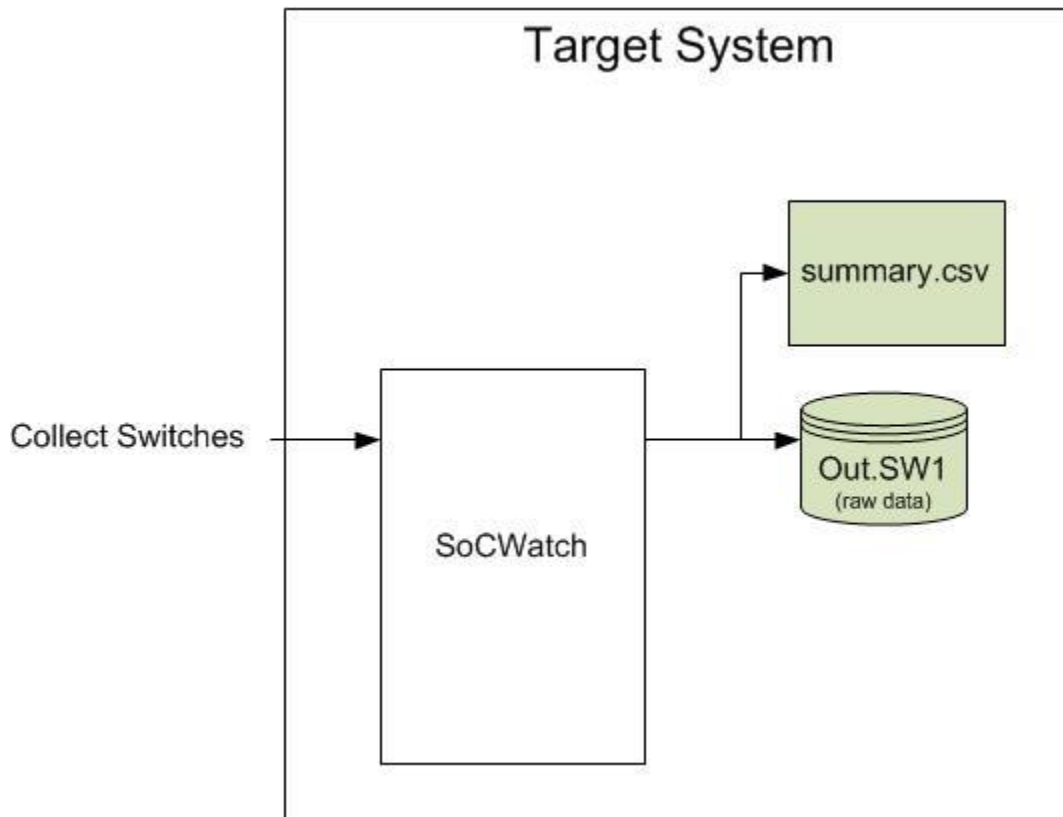 Target System
summary.csv
Collect Switches
Out.SW1
(raw data)
SoCWatch